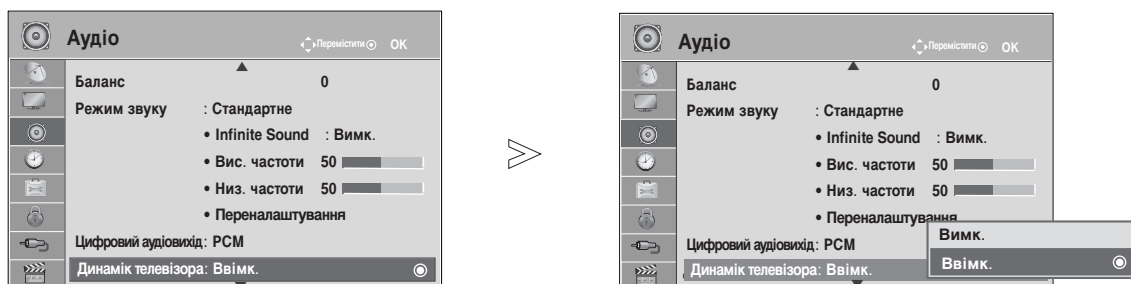 Аудіо
Перемістити OK
Баланс 0
Режим звуку : Стандартне
• Infinite Sound : Вимк.
• Вис. частоти 50
• Низ. частоти 50
• Переналаштування
Цифровий аудіовихід: PCM
Динамік телевізора: Ввімк.
Аудіо
Перемістити OK
Баланс 0
Режим звуку : Стандартне
• Infinite Sound : Вимк.
• Вис. частоти 50
• Низ. частоти 50
• Переналаштування
Цифровий аудіовихід: PCM
Динамік телевізора: Ввімк.
Вимк.
Ввімк.